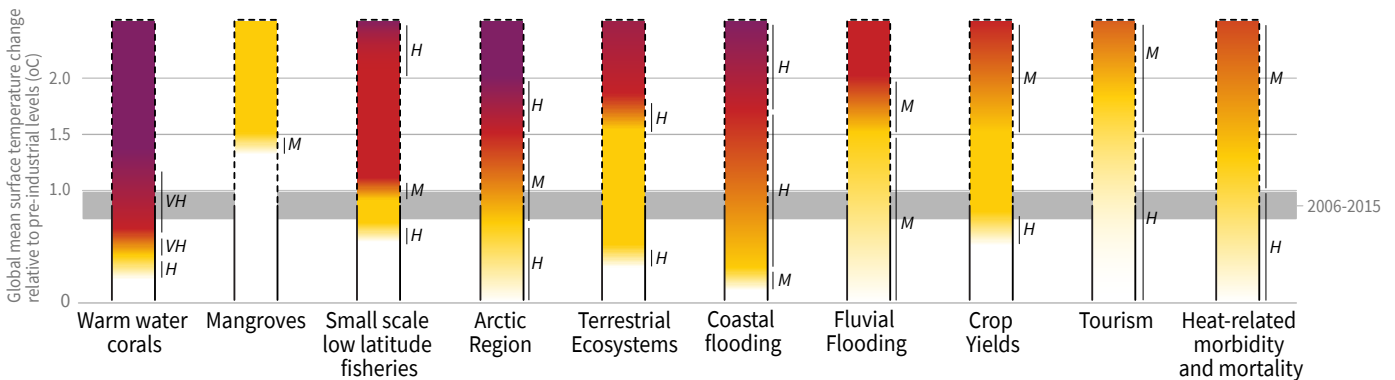 Global mean surface temperature change
relative to pre-industrial levels (oC)
2.0
1.5
1.0
0
2006-2015
VH
VH
H
M
H
M
H
H
M
H
H
H
H
H
M
M
M
M
H
M
H
M
H
Warm water
corals
Mangroves
Small scale
low latitude
fisheries
Arctic
Region
Terrestrial
Ecosystems
Coastal
flooding
Fluvial
Flooding
Crop
Yields
Tourism
Heat-related
morbidity
and mortality